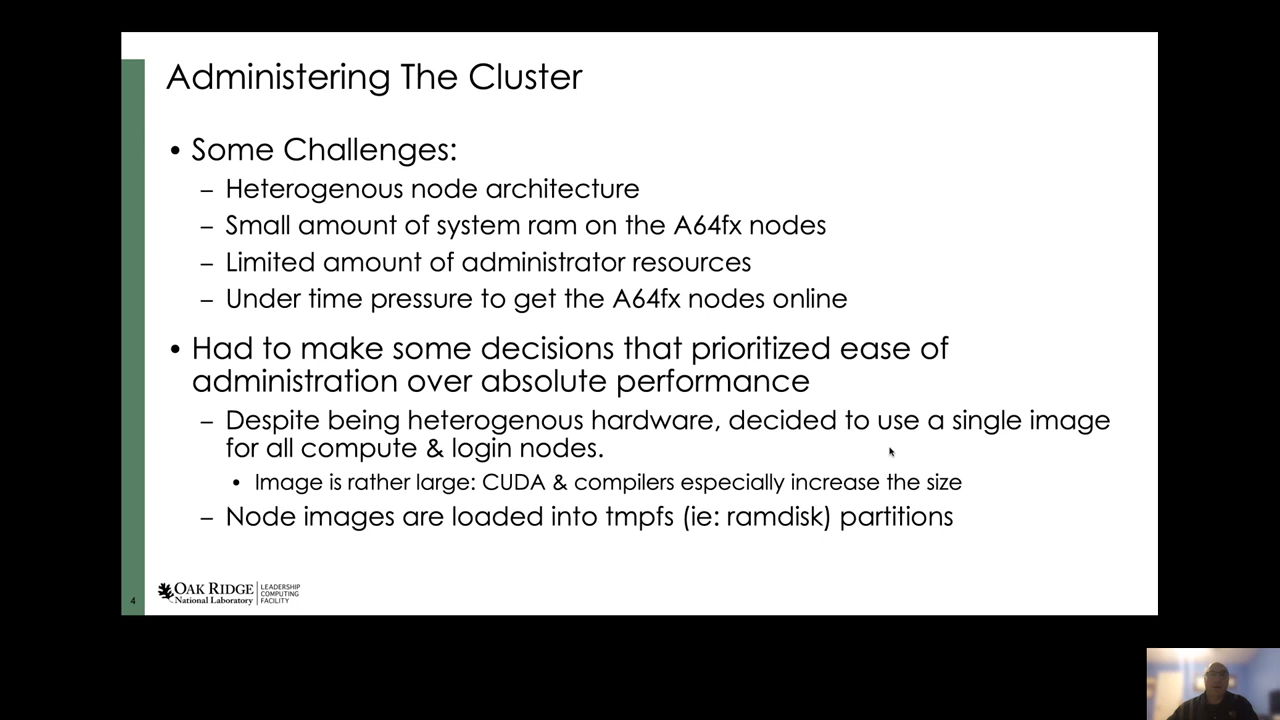 Administering The Cluster
• Some Challenges:
– Heterogenous node architecture
– Small amount of system ram on the A64fx nodes
– Limited amount of administrator resources
– Under time pressure to get the A64fx nodes online
• Had to make some decisions that prioritized ease of
administration over absolute performance
– Despite being heterogenous hardware, decided to use a single image
for all compute & login nodes.
• Image is rather large: CUDA & compilers especially increase the size
– Node images are loaded into tmpfs (ie: ramdisk) partitions
4
OAK RIDGE
National Laboratory
LEADERSHIP
COMPUTING
FACILITY